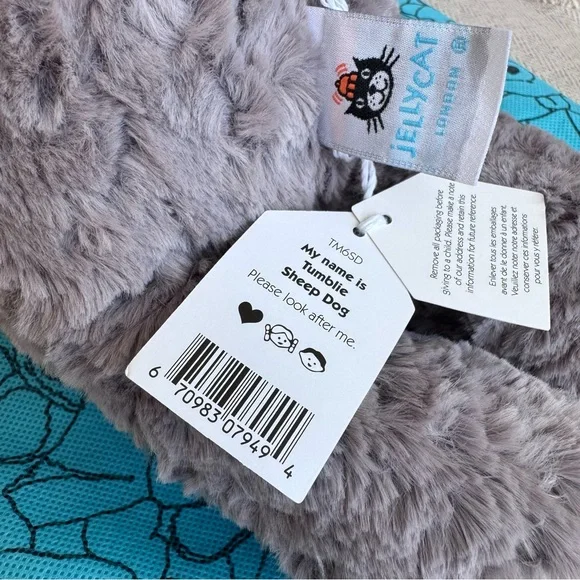 JELLYCAT
LONDON
Remove all packaging before
giving to a child. Please make a note
of our address and retain this
information for future reference
Enlever tous les emballages
avant de le donner à un enfant.
Veuillez noter notre adresse et
conserver ces informations
pour vous y référer.
TM6SD
My name is
Tumblie
Sheep Dog
Please look after me.
6 70983 07949 4